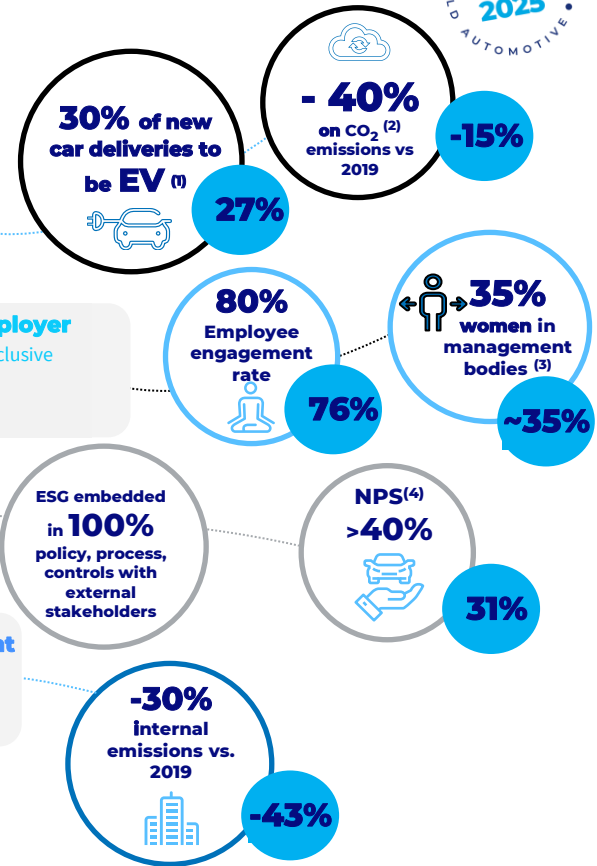 2025
LD AUTOMOTIVE
- 40%
on CO2 (2)
emissions vs
2019
-15%
30% of new
car deliveries to
be EV (1)
27%
ployer
clusive
80%
Employee
engagement
rate
76%
35%
women in
management
bodies (3)
~35%
ESG embedded
in 100%
policy, process,
controls with
external
stakeholders
NPS(4)
>40%
31%
nt
-30%
internal
emissions vs.
2019
-43%